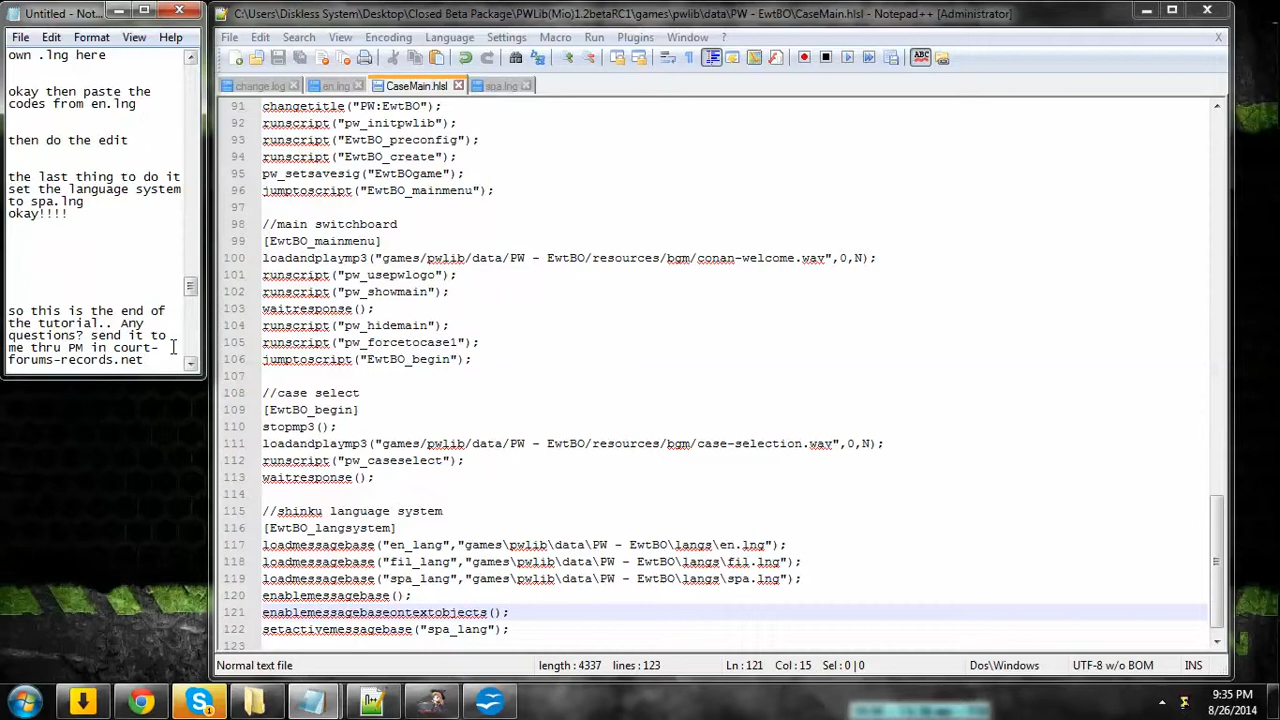 Untitled - No...
File Edit Format View Help
own .lng here
okay then paste the
codes from en.lng
then do the edit
the last thing to do it
set the language system
to spa.lng
okay!!!!
so this is the end of
the tutorial.. Any
questions? send it to
me thru PM in court-
forums-records.net
C:\Users\Diskless System\Desktop\Closed Beta Package\PWLib(Mio)1.2betaRC1\games\pwlib\data\PW - EwtBO\CaseMain.hlsl - Notepad++ [Administrator]
File Edit Search View Encoding Language Settings Macro Run Plugins Window ?
X
ABC
change.log en.lng CaseMain.hlsl spa.lng
91 changetitle("PW:EwtBO");
92 runscript("pw_initpwlib");
93 runscript("EwtBO_preconfig");
94 runscript("EwtBO_create");
95 pw_setsavesig("EwtBOgame");
96 jumptoscript("EwtBO_mainmenu");
97
98 //main switchboard
99 [EwtBO_mainmenu]
100 loadandplaymp3("games/pwlib/data/PW - EwtBO/resources/bgm/conan-welcome.wav",0,N);
101 runscript("pw_usepwlogo");
102 runscript("pw_showmain");
103 waitresponse();
104 runscript("pw_hidemain");
105 runscript("pw_forcetocase1");
106 jumptoscript("EwtBO_begin");
107
108 //case select
109 [EwtBO_begin]
110 stopmp3();
111 loadandplaymp3("games/pwlib/data/PW - EwtBO/resources/bgm/case-selection.wav",0,N);
112 runscript("pw_caseselect");
113 waitresponse();
114
115 //shinku language system
116 [EwtBO_langsystem]
117 loadmessagebase("en_lang","games\pwlib\data\PW - EwtBO\langs\en.lng");
118 loadmessagebase("fil_lang","games\pwlib\data\PW - EwtBO\langs\fil.lng");
119 loadmessagebase("spa_lang","games\pwlib\data\PW - EwtBO\langs\spa.lng");
120 enablemessagebase();
121 enablemessagebaseontextobjects();
122 setactivemessagebase("spa_lang");
123
Normal text file length : 4337 lines : 123 Ln : 121 Col : 15 Sel : 0 | 0 Dos\Windows UTF-8 w/o BOM INS
9:35 PM
8/26/2014